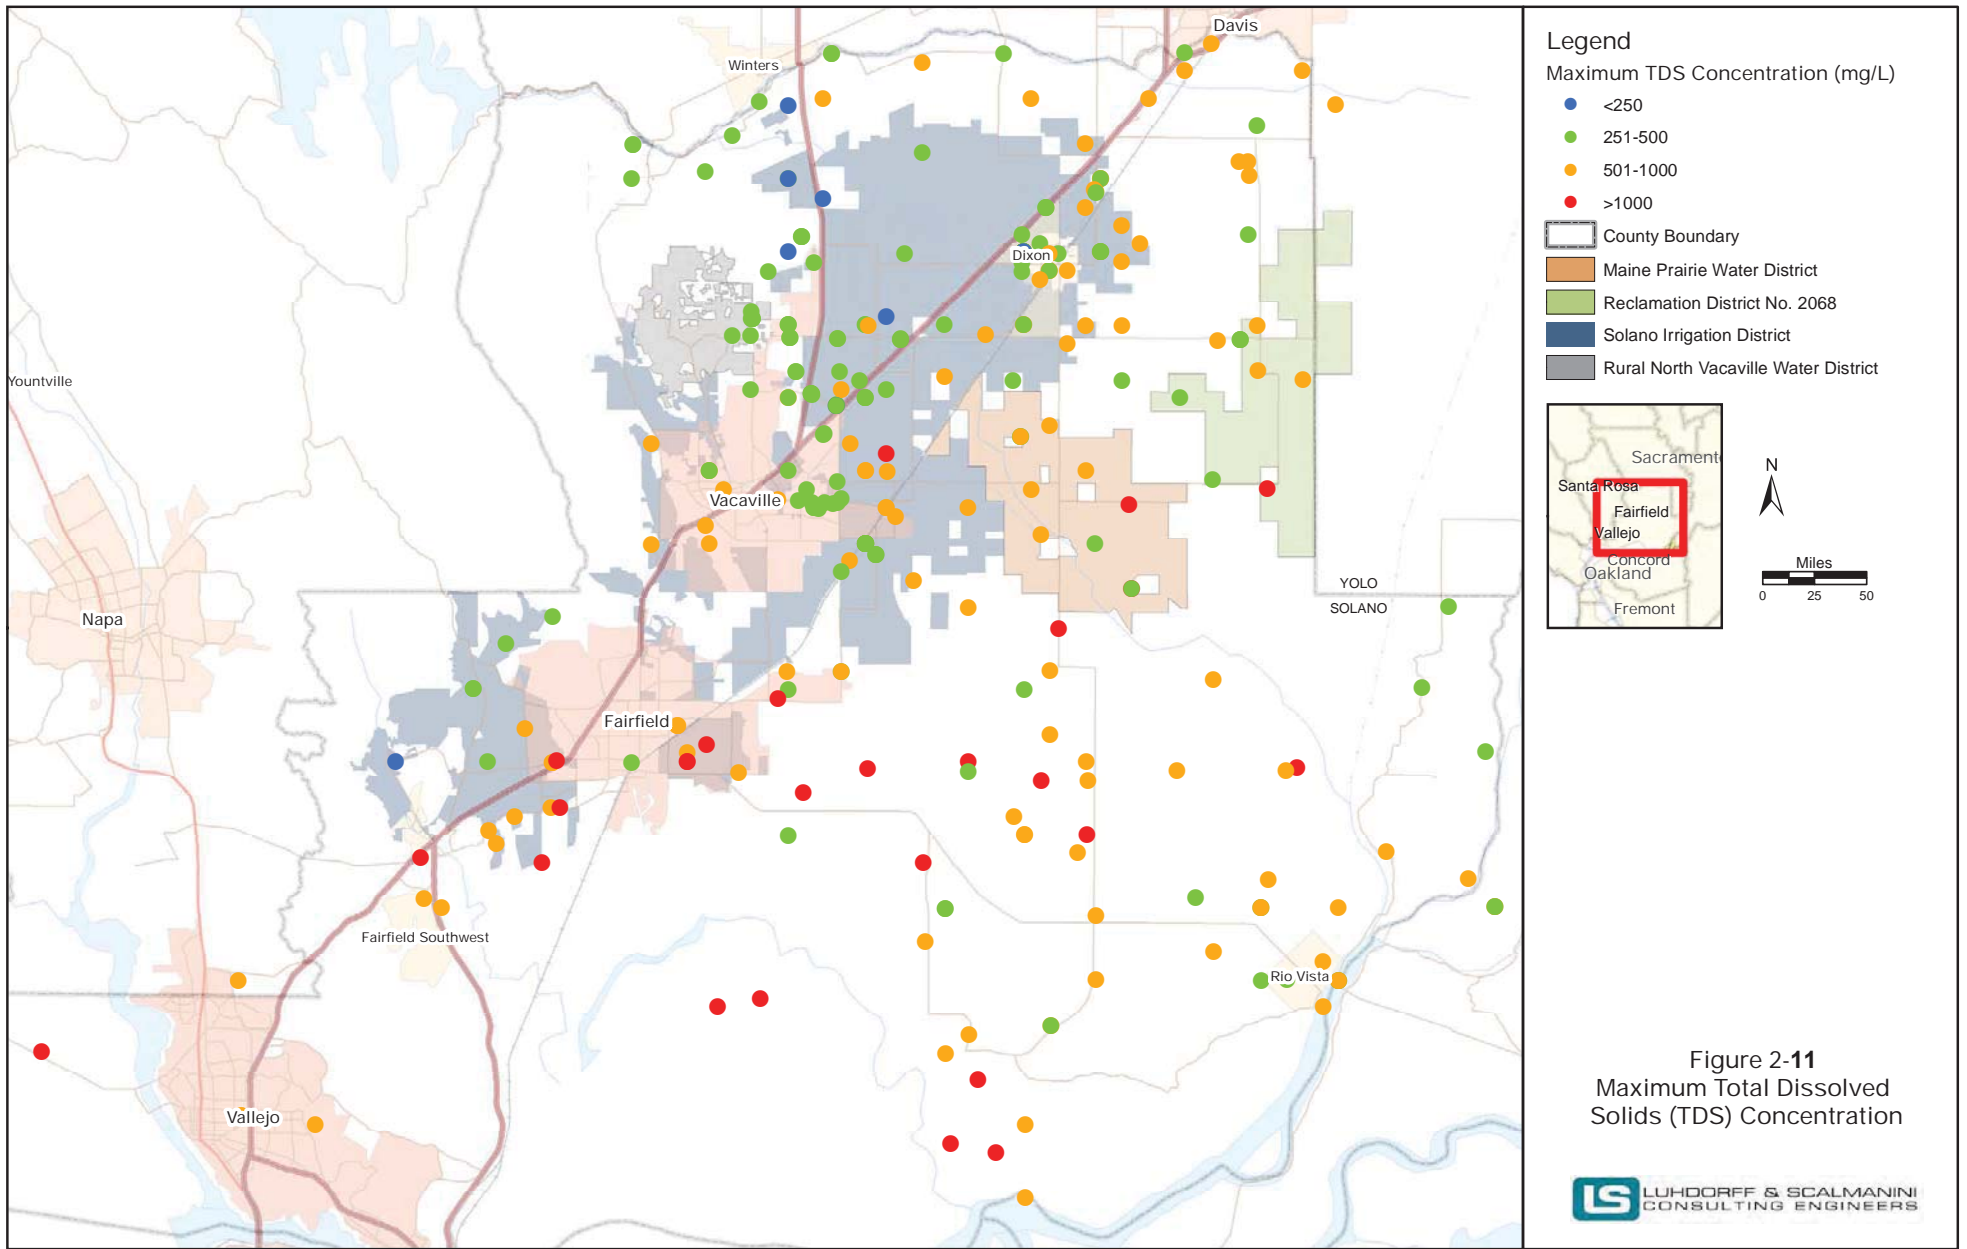 Davis
Winters
Dixon
Yountville
Vacaville
YOLO
SOLANO
Napa
Fairfield
Fairfield Southwest
Rio Vista
Vallejo
Legend
Maximum TDS Concentration (mg/L)
<250
251-500
501-1000
>1000
County Boundary
Maine Prairie Water District
Reclamation District No. 2068
Solano Irrigation District
Rural North Vacaville Water District
Sacramento
Santa Rosa
Fairfield
Vallejo
Concord
Oakland
Fremont
N
Miles
0 25 50
Figure 2-11
Maximum Total Dissolved
Solids (TDS) Concentration
LS
LUHDORFF & SCALMANINI
CONSULTING ENGINEERS